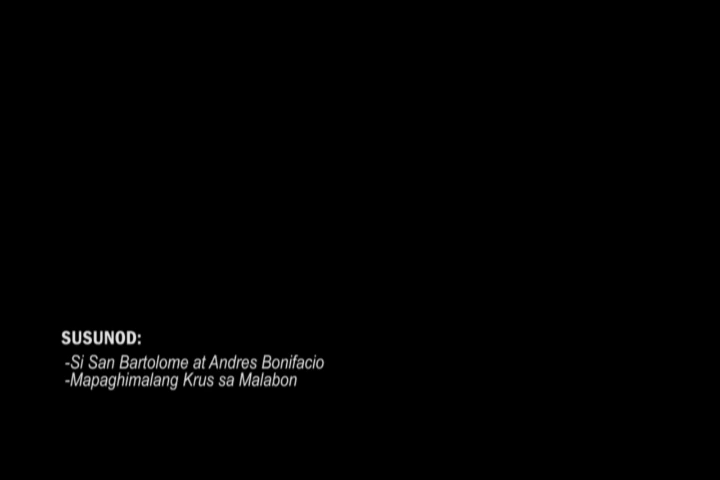 SUSUNOD:
-Si San Bartolome at Andres Bonifacio
-Mapaghimalang Krus sa Malabon